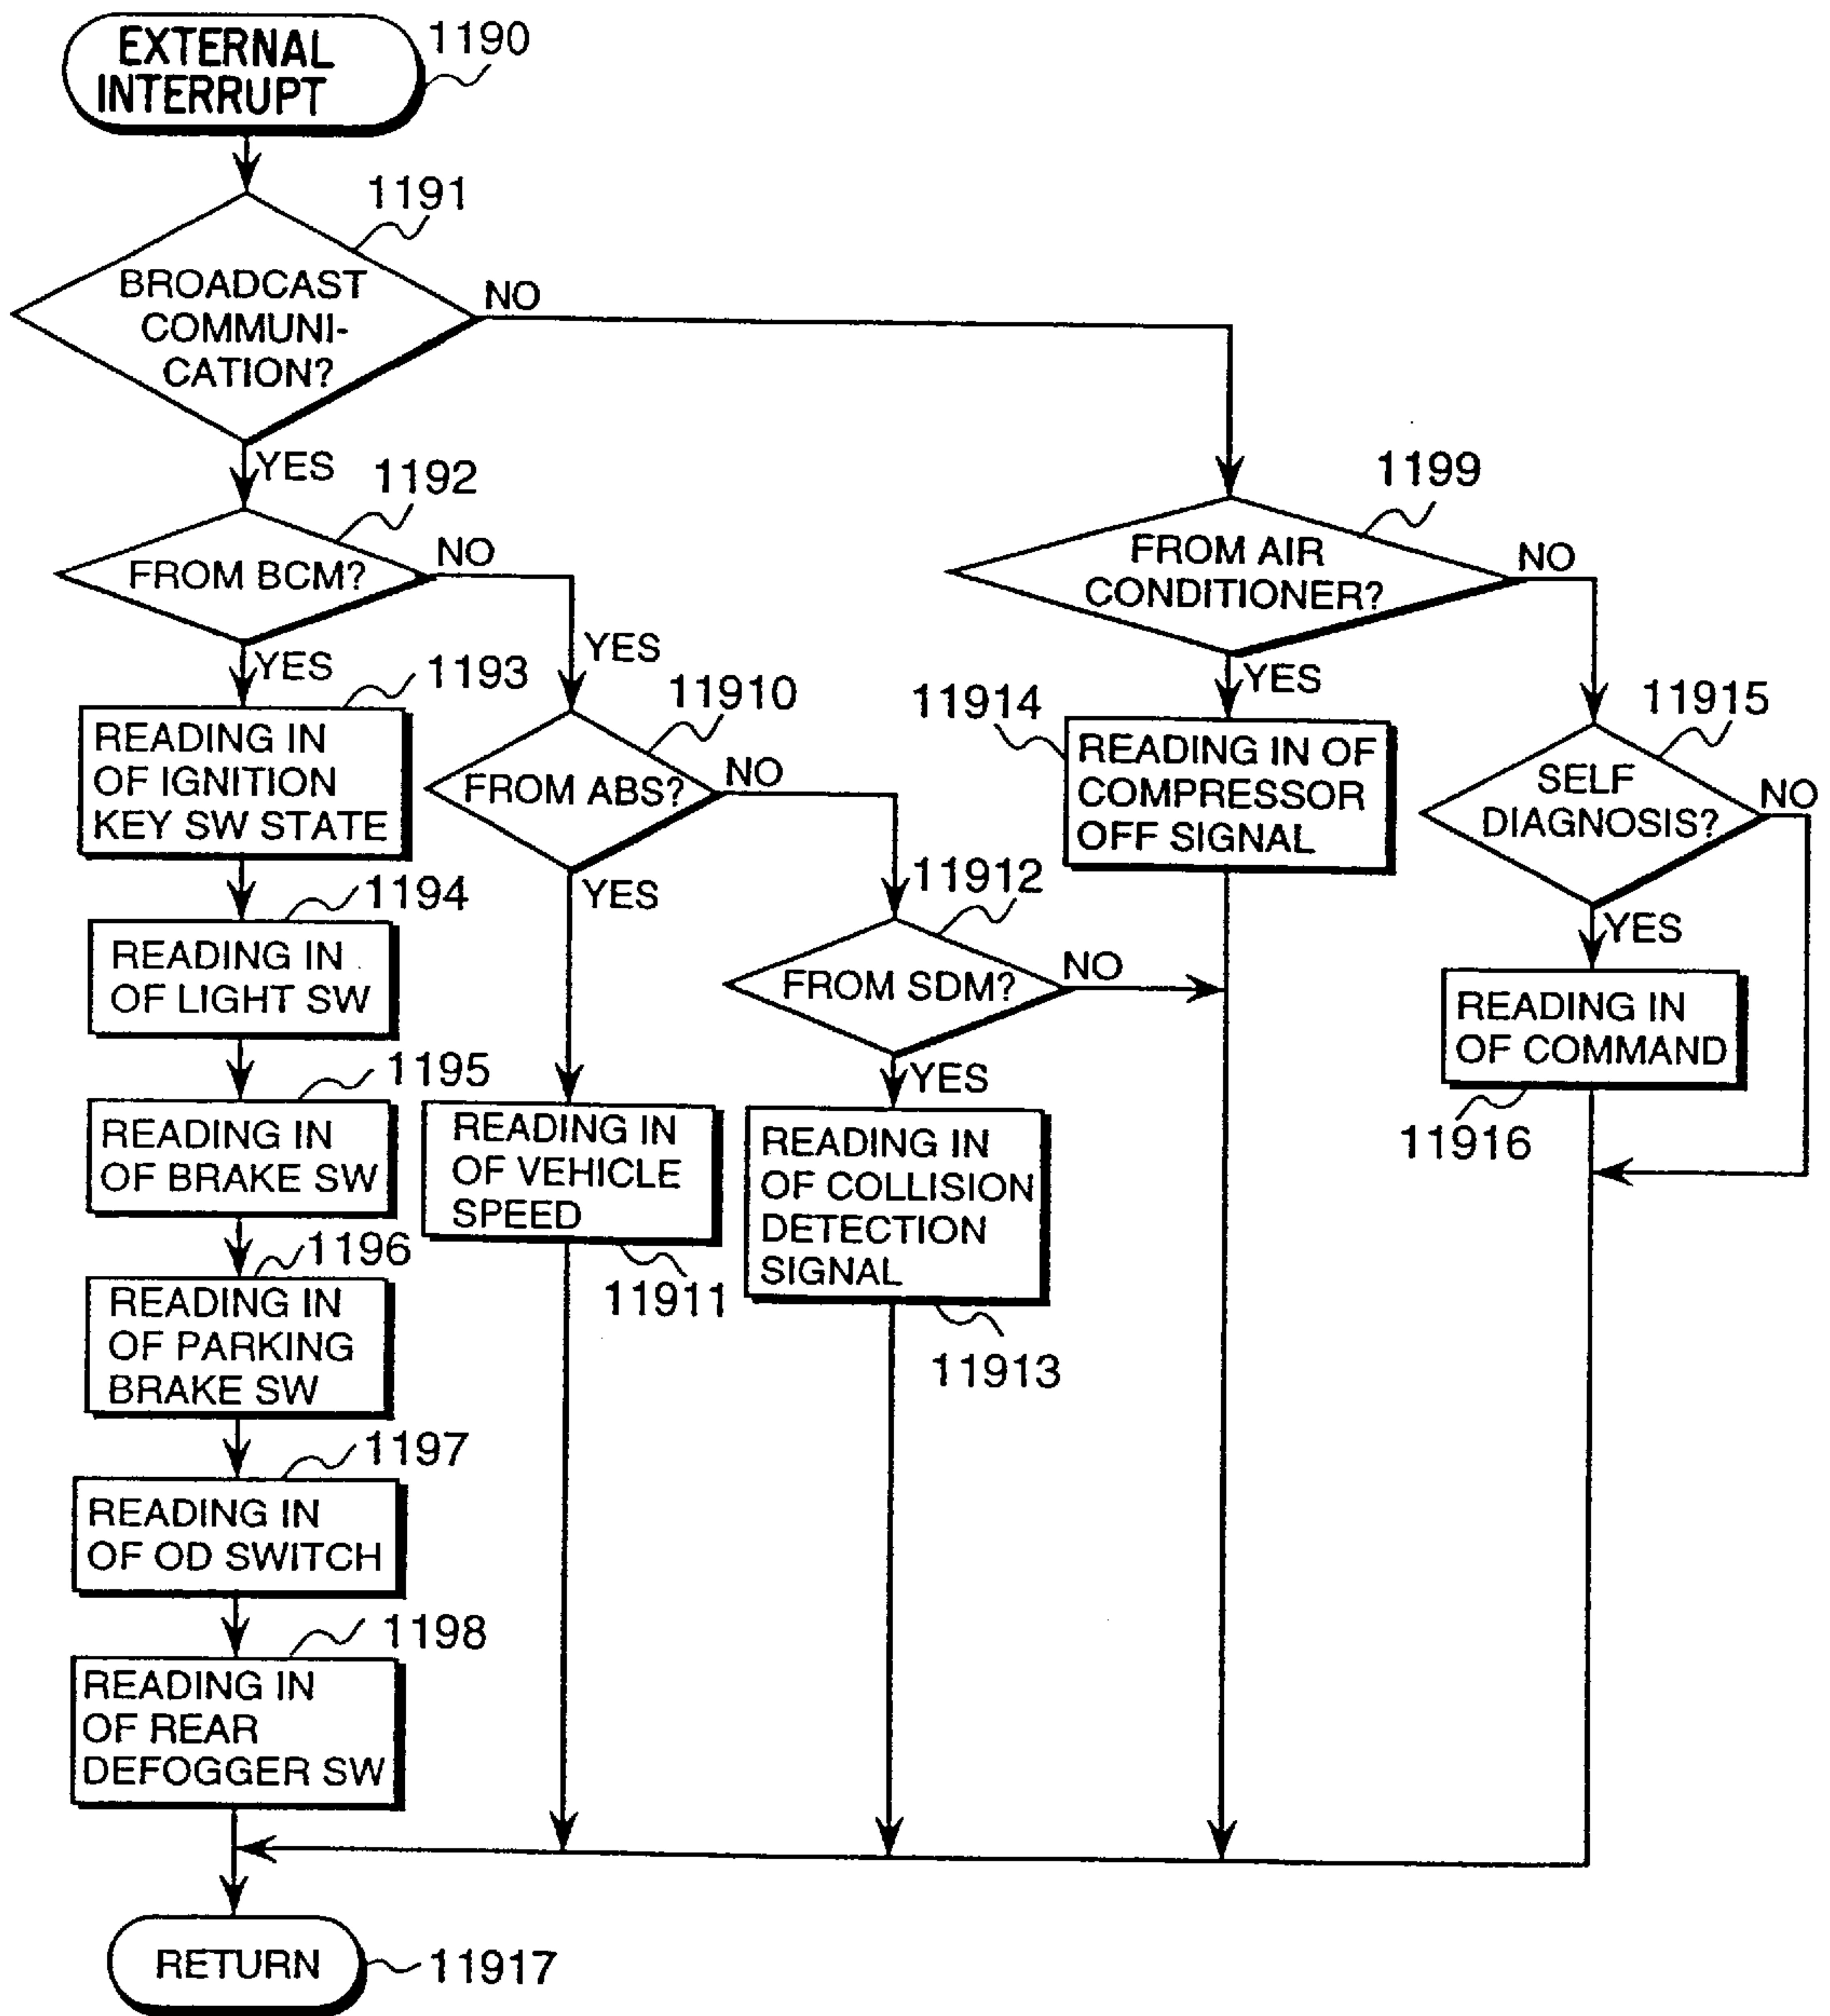 EXTERNAL
INTERRUPT
1190
1191
BROADCAST
COMMUNI-
CATION?
NO
YES
1192
FROM BCM?
NO
YES
YES
1193
READING IN
OF IGNITION
KEY SW STATE
1194
READING IN
OF LIGHT SW
1195
READING IN
OF BRAKE SW
1196
READING IN
OF PARKING
BRAKE SW
1197
READING IN
OF OD SWITCH
1198
READING IN
OF REAR
DEFOGGER SW
11910
FROM ABS?
NO
YES
READING IN
OF VEHICLE
SPEED
11911
11912
FROM SDM?
NO
YES
READING IN
OF COLLISION
DETECTION
SIGNAL
11913
1199
FROM AIR
CONDITIONER?
NO
YES
11914
READING IN OF
COMPRESSOR
OFF SIGNAL
11915
SELF
DIAGNOSIS?
NO
YES
READING IN
OF COMMAND
11916
RETURN
11917